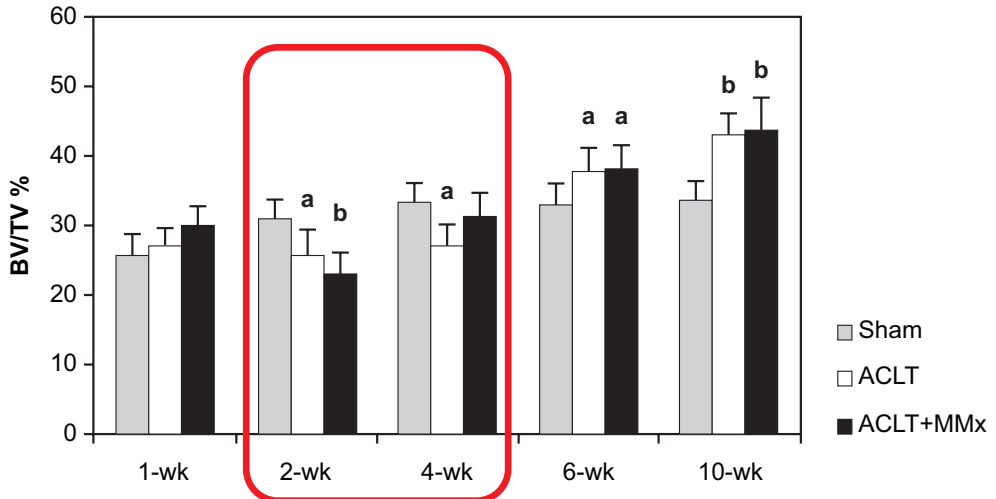 60
50
40
30
20
10
0
BV/TV %
a
b
a
a
a
b
b
1-wk
2-wk
4-wk
6-wk
10-wk
Sham
ACLT
ACLT+MMx